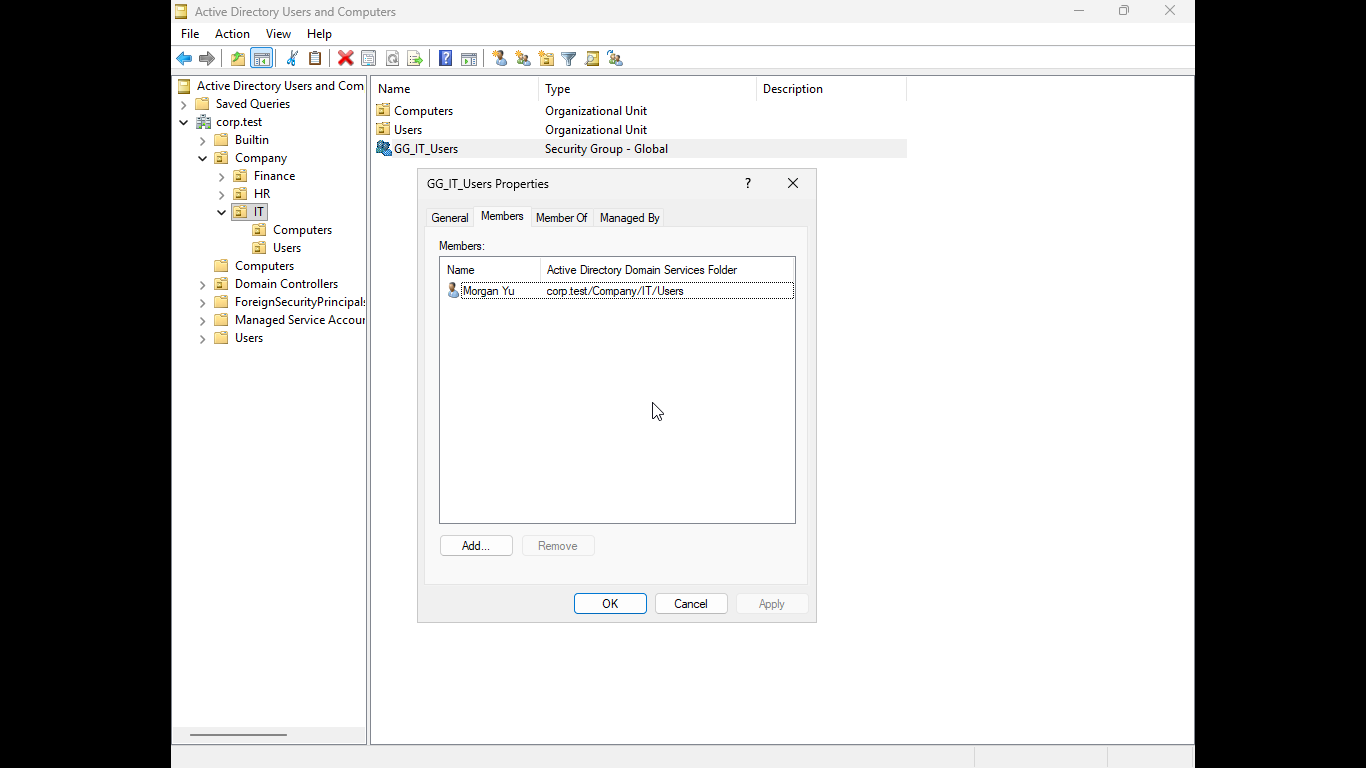 Active Directory Users and Computers
File Action View Help
Active Directory Users and Com
Saved Queries
corp.test
Builtin
Company
Finance
HR
IT
Computers
Users
Computers
Domain Controllers
ForeignSecurityPrincipals
Managed Service Accour
Users
Name Type Description
Computers Organizational Unit
Users Organizational Unit
GG_IT_Users Security Group - Global
GG_IT_Users Properties
General Members Member Of Managed By
Members:
Name Active Directory Domain Services Folder
Morgan Yu corp.test/Company/IT/Users
Add... Remove
OK Cancel Apply